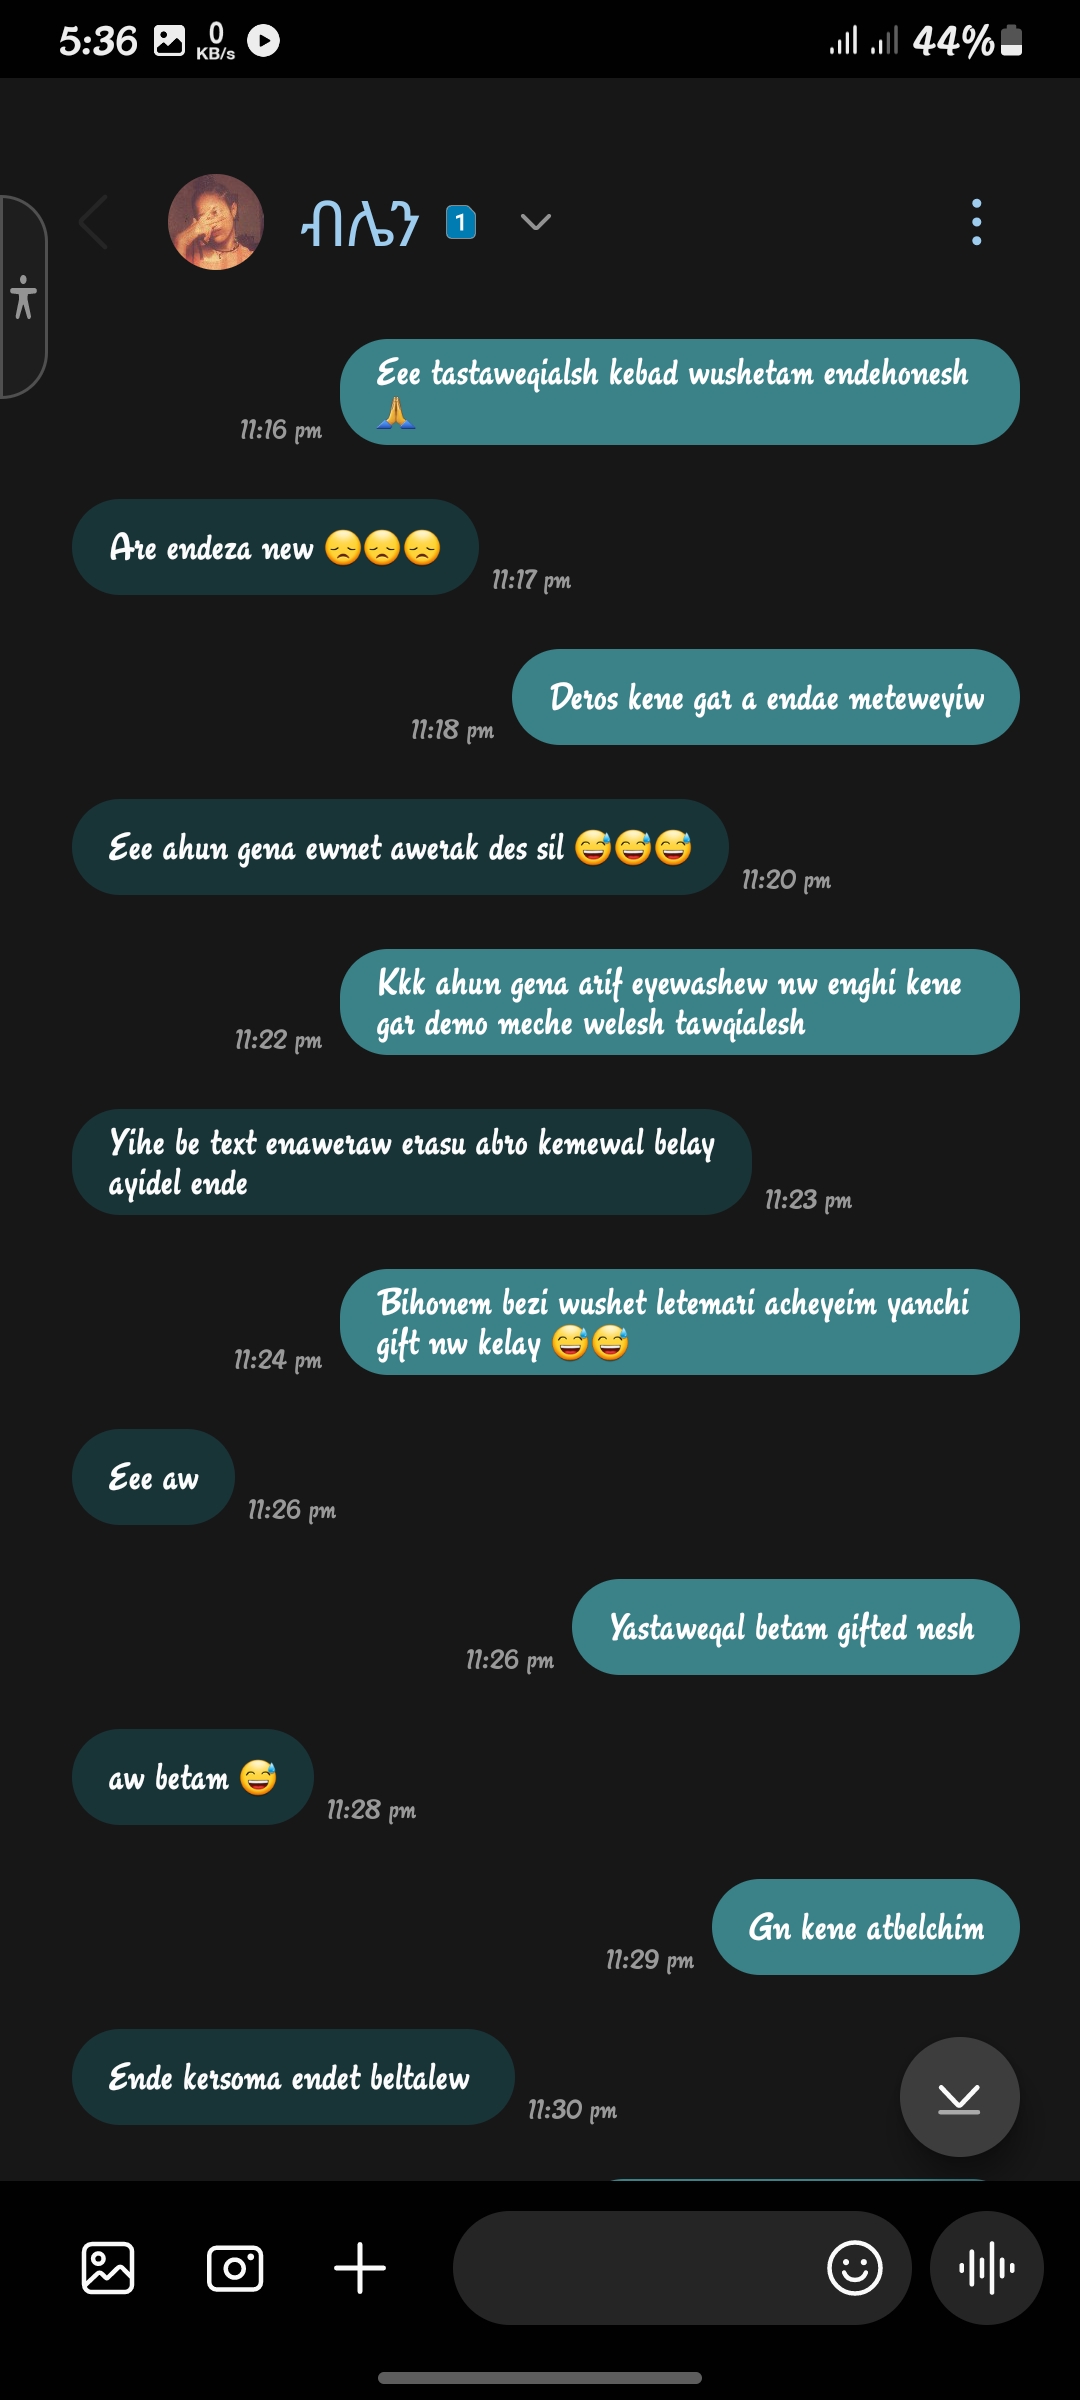 5:36 0 KB/s 44%
ብሌን 1
Eee tastaweqialsh kebad wushetam endehonesh
🙏
11:16 pm
Are endeza new 😞😞😞
11:17 pm
Deros kene gar a endae meteweyiw
11:18 pm
Eee ahun gena ewnet awerak des sil 😅😅😅
11:20 pm
Kkk ahun gena arif eyewashew nw enghi kene
gar demo meche welesh tawqialesh
11:22 pm
Yihe be text enaweraw erasu abro kemewal belay
ayidel ende
11:23 pm
Bihonem bezi wushet letemari acheyeim yanchi
gift nw kelay 😅😅
11:24 pm
Eee aw
11:26 pm
Yastaweqal betam gifted nesh
11:26 pm
aw betam 😅
11:28 pm
Gn kene atbelchim
11:29 pm
Ende kersoma endet beltalew
11:30 pm